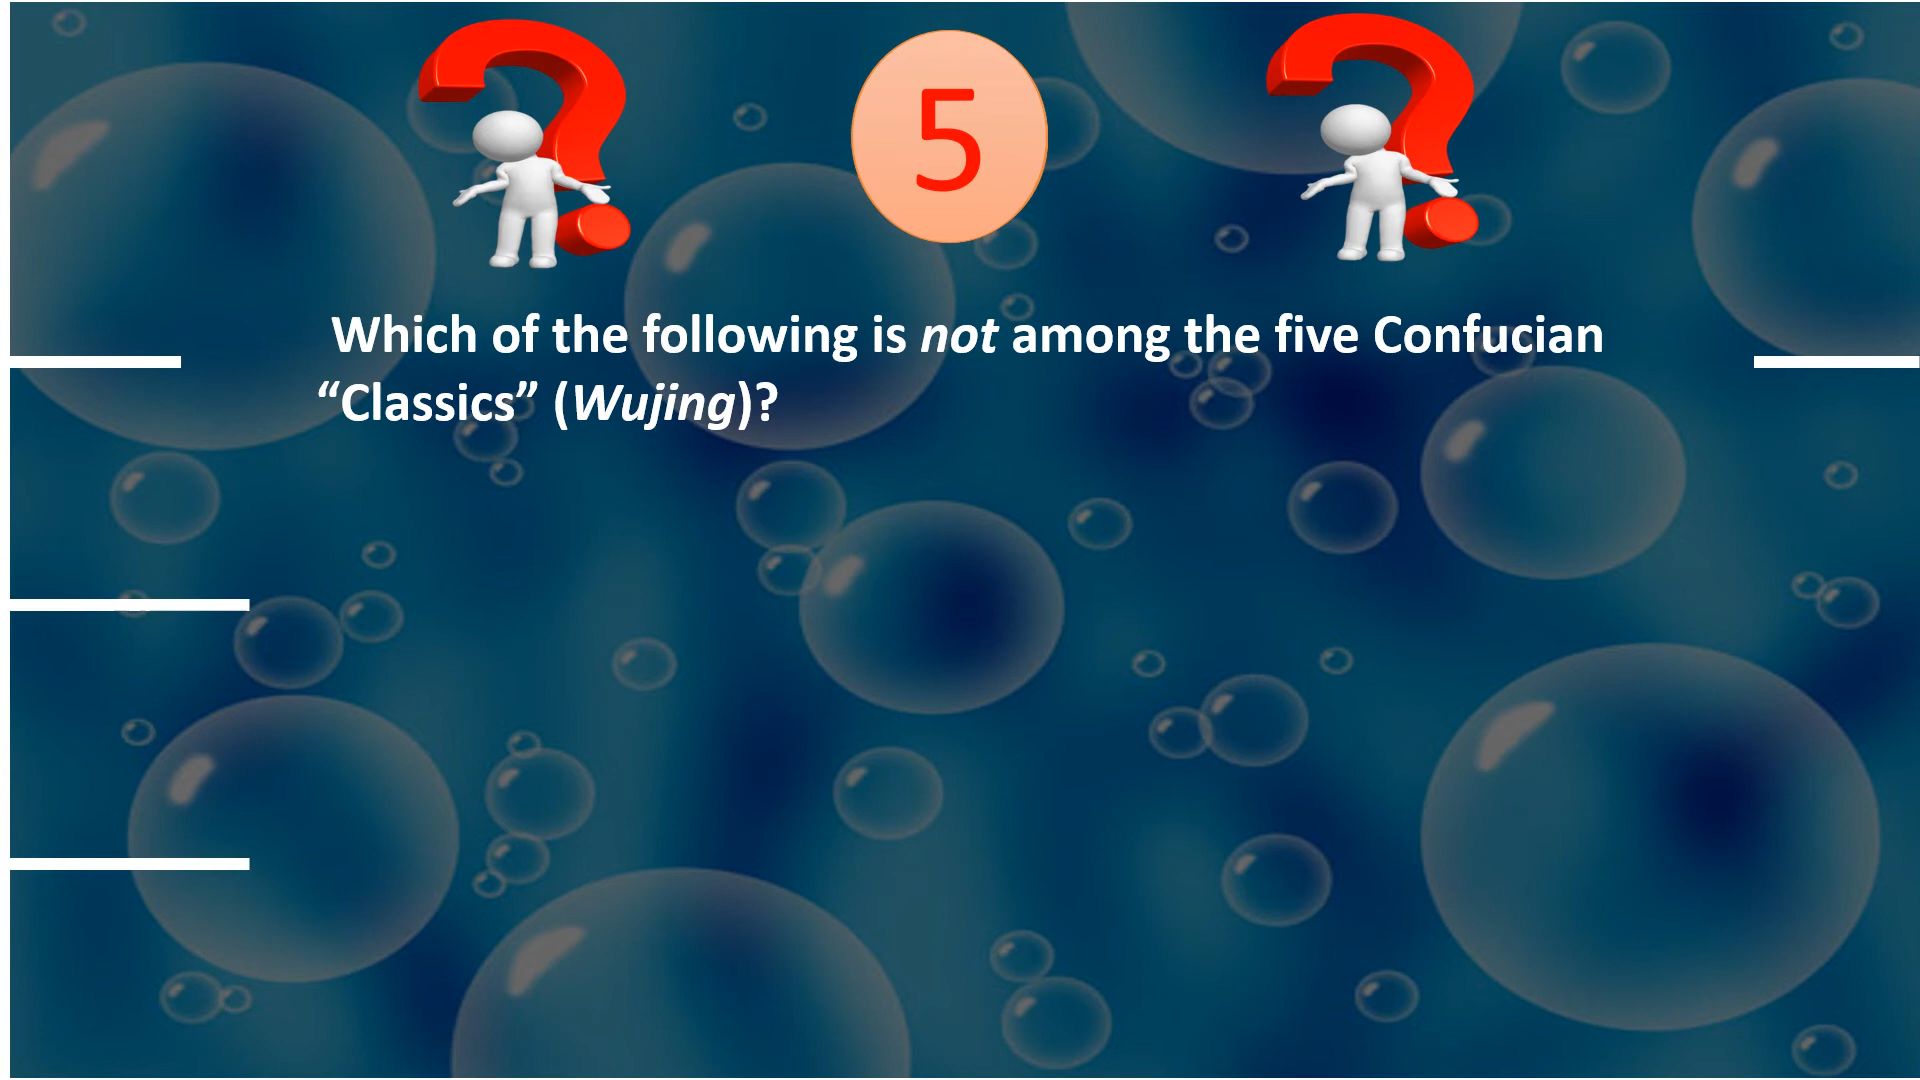 5
Which of the following is not among the five Confucian
“Classics” (Wujing)?